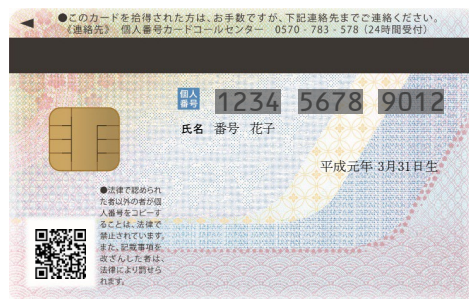 ●このカードを拾得された方は、お手数ですが、下記連絡先までご連絡ください。
《連絡先》 個人番号カードコールセンター 0570-783-578 (24時間受付)
個人番号 1234 5678 9012
氏名 番号 花子
平成元年 3月31日生
●法律で認められ
た者以外の者が個
人番号をコピーす
ることは、法律で
禁止されています。
また、記載事項を
改ざんした者は、
法律により罰せら
れます。